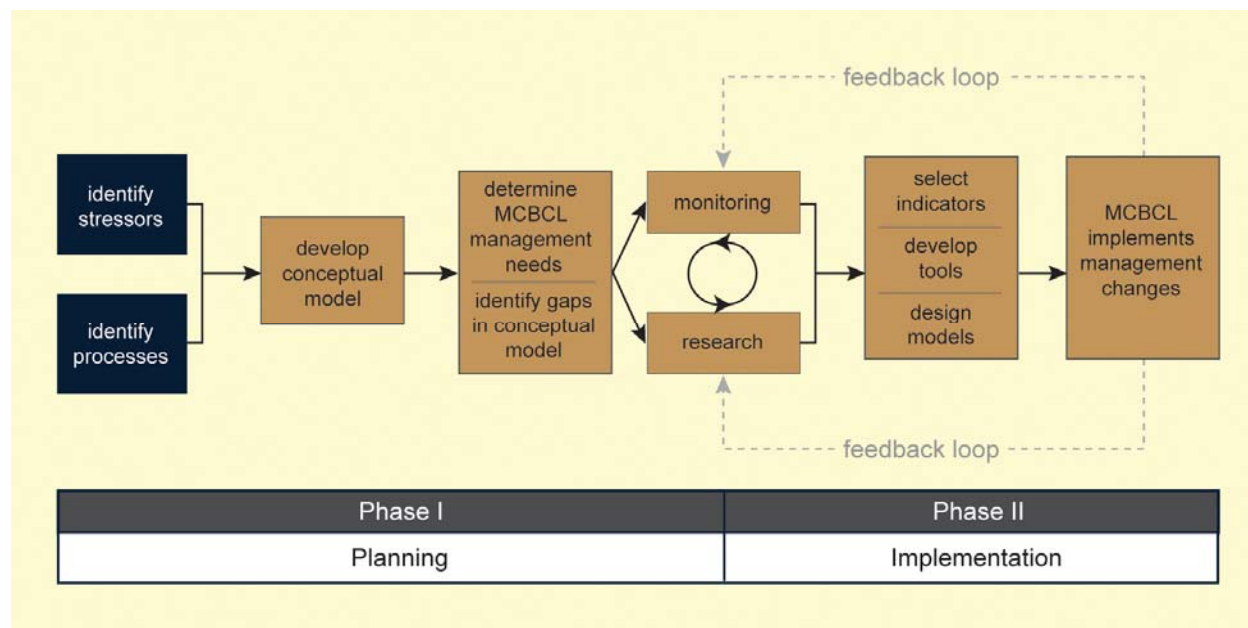 feedback loop
identify
stressors
identify
processes
develop
conceptual
model
determine
MCBCL
management
needs
identify gaps
in conceptual
model
monitoring
research
select
indicators
develop
tools
design
models
MCBCL
implements
management
changes
feedback loop
Phase I
Phase II
Planning
Implementation